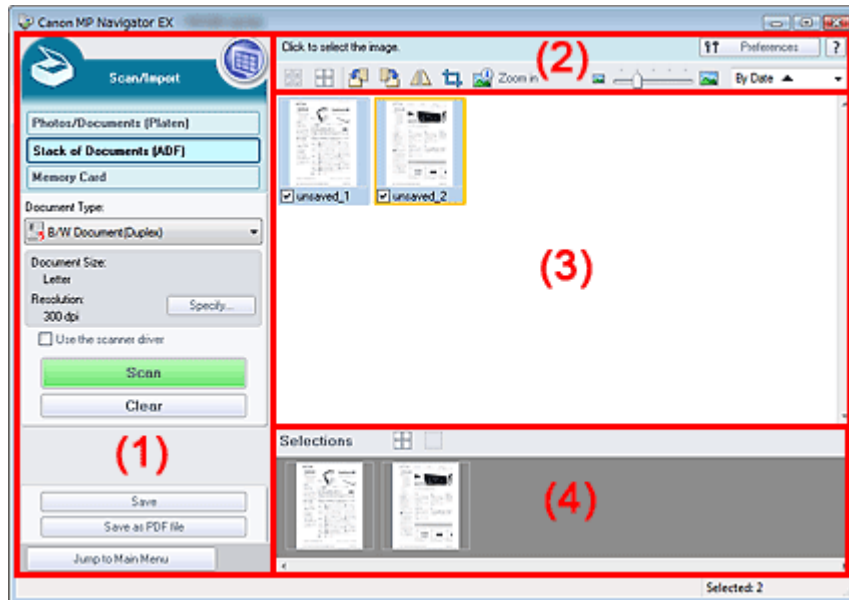 Canon MP Navigator EX
Scan/Import
Photos/Documents (Platen)
Stack of Documents (ADF)
Memory Card
Document Type:
B/W Document(Duplex)
Document Size:
Letter
Resolution:
300 dpi
Specify...
Use the scanner driver
Scan
Clear
(1)
Save
Save as PDF file
Jump to Main Menu
Click to select the image.
Preferences
?
(2)
Zoom in
By Date
unsaved_1
unsaved_2
(3)
Selections
(4)
Selected: 2